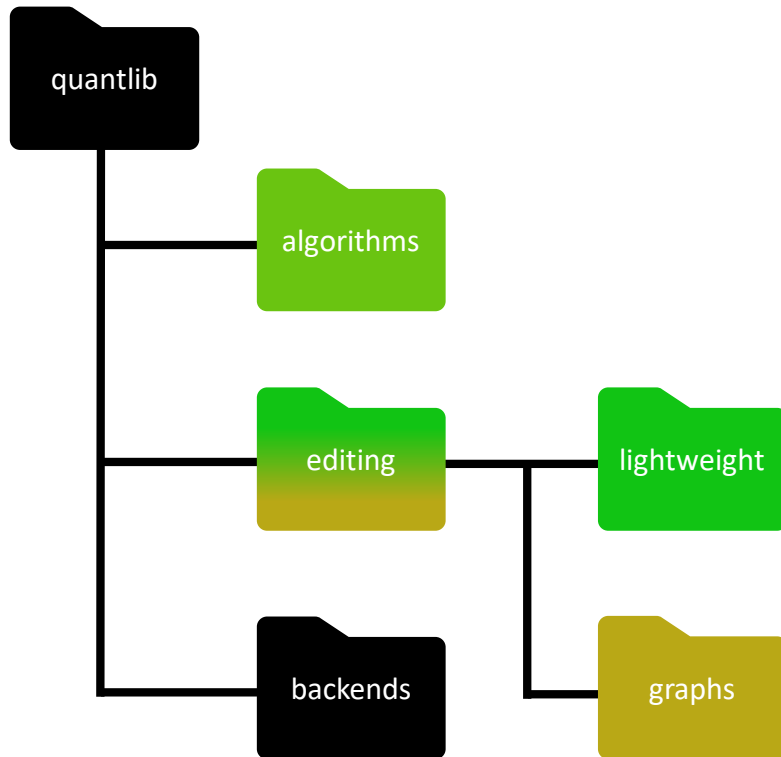 quantlib
algorithms
editing
lightweight
backends
graphs